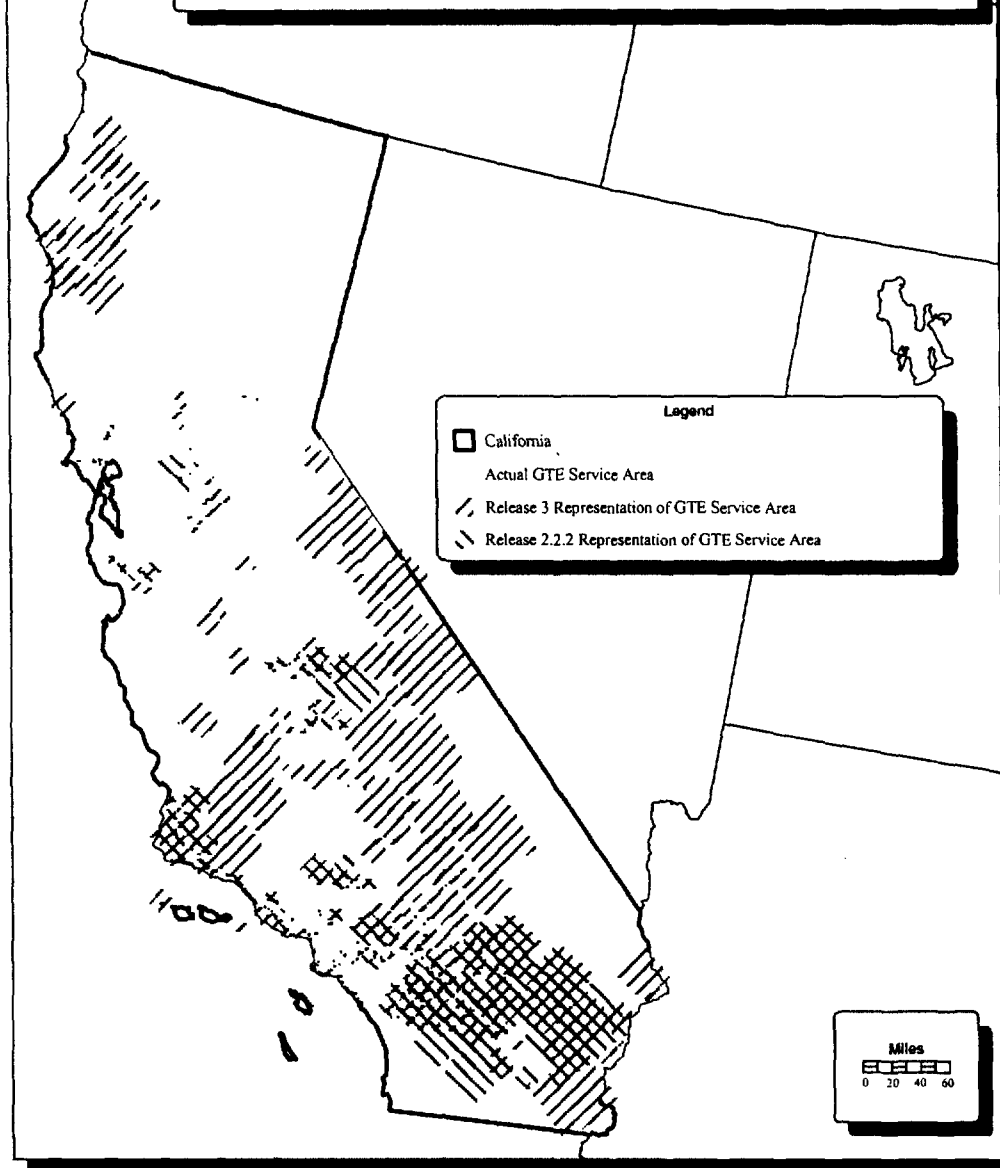 Legend
California
Actual GTE Service Area
Release 3 Representation of GTE Service Area
Release 2.2.2 Representation of GTE Service Area
Miles
0 20 40 60